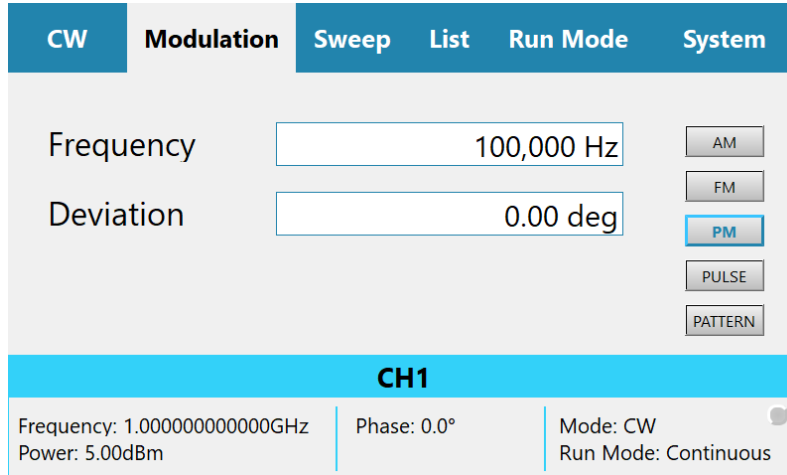 CW Modulation Sweep List Run Mode System
Frequency 100,000 Hz AM
FM
Deviation 0.00 deg PM
PULSE
PATTERN
CH1
Frequency: 1.000000000000GHz Phase: 0.0° Mode: CW
Power: 5.00dBm Run Mode: Continuous